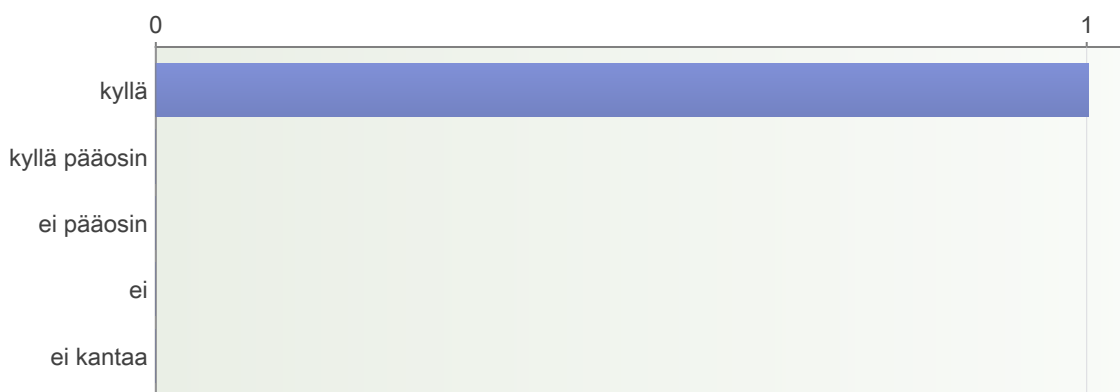 0 1
kyllä
kyllä pääosin
ei pääosin
ei
ei kantaa